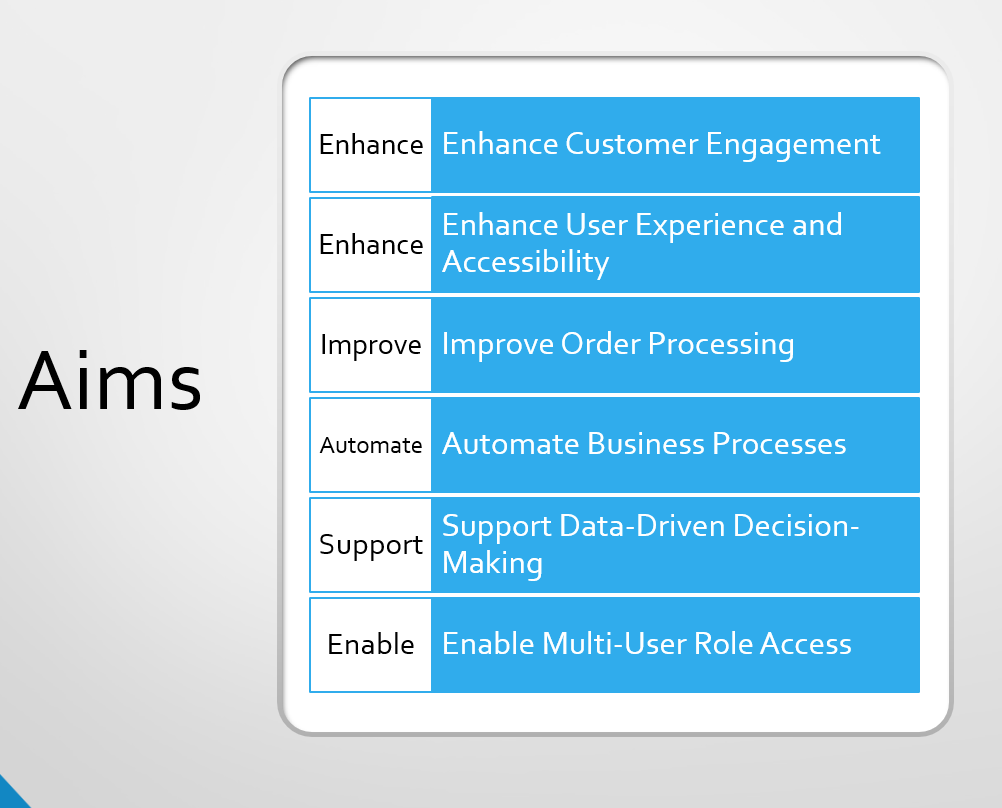 Aims
Enhance
Enhance Customer Engagement
Enhance
Enhance User Experience and
Accessibility
Improve
Improve Order Processing
Automate
Automate Business Processes
Support
Support Data-Driven Decision-
Making
Enable
Enable Multi-User Role Access